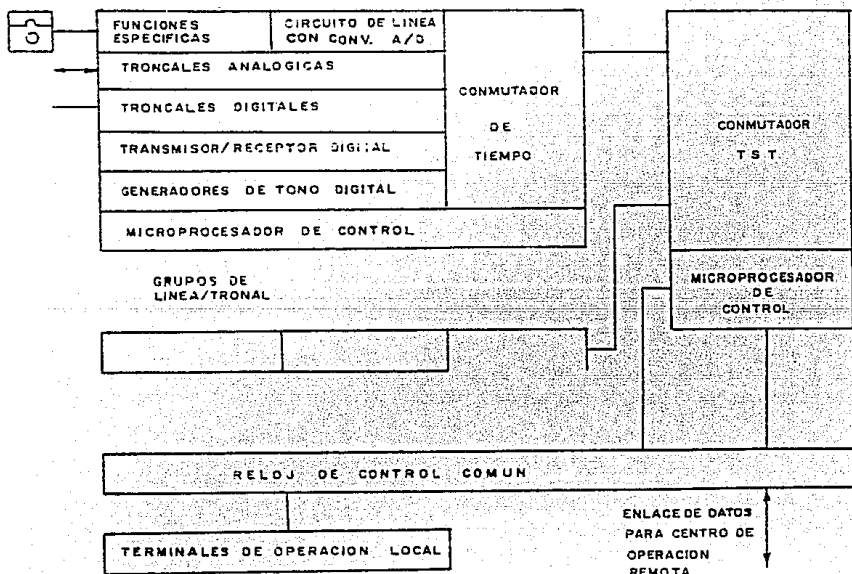 FUNCIONES
ESPECIFICAS
CIRCUITO DE LINEA
CON CONV. A/D
TRONCALES ANALOGICAS
TRONCALES DIGITALES
TRANSMISOR/RECEPTOR DIGITAL
GENERADORES DE TONO DIGITAL
MICROPROCESADOR DE CONTROL
CONMUTADOR
DE
TIEMPO
CONMUTADOR
T S T
MICROPROCESADOR
DE
CONTROL
GRUPOS DE
LINEA/TRONAL
RELOJ DE CONTROL COMUN
TERMINALES DE OPERACION LOCAL
ENLACE DE DATOS
PARA CENTRO DE
OPERACION
REMOTA